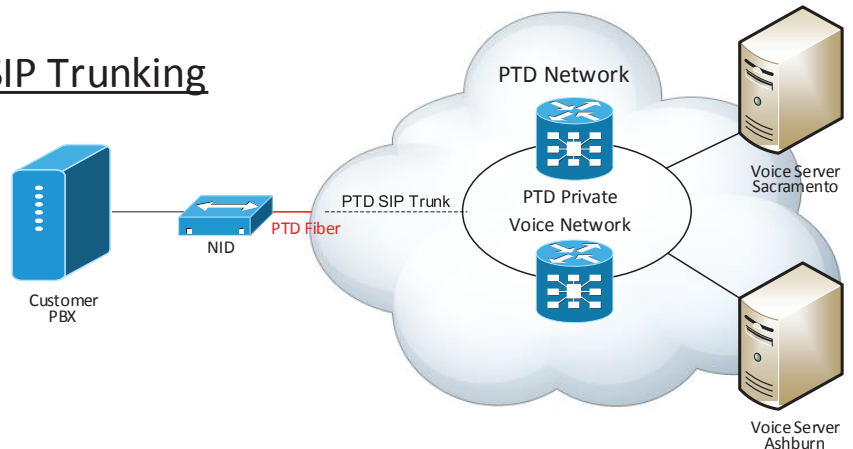 SIP Trunking
PTD Network
Voice Server
Sacramento
PTD SIP Trunk
PTD Private
Voice Network
PTD Fiber
NID
Customer
PBX
Voice Server
Ashburn